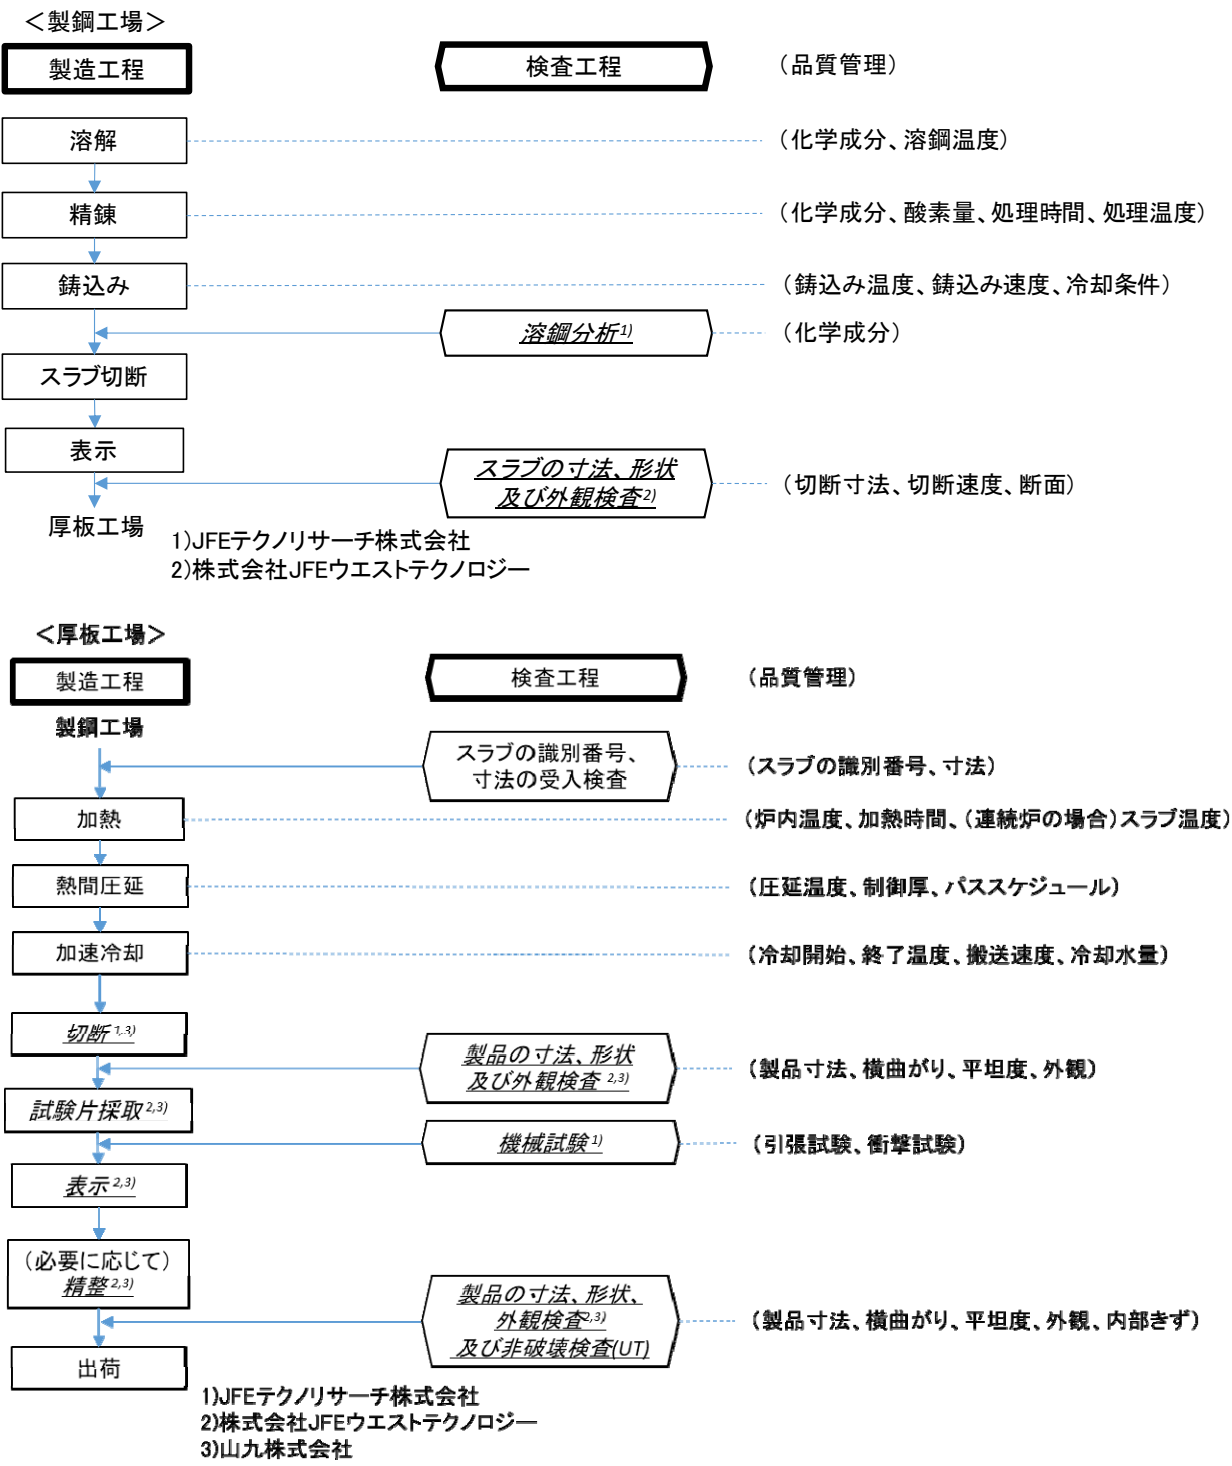 ＜製鋼工場＞
製造工程
検査工程
（品質管理）
溶解
（化学成分、溶鋼温度）
精錬
（化学成分、酸素量、処理時間、処理温度）
鋳込み
（鋳込み温度、鋳込み速度、冷却条件）
溶鋼分析1)
（化学成分）
スラブ切断
表示
スラブの寸法、形状
及び外観検査2)
（切断寸法、切断速度、断面）
厚板工場
1)JFEテクノリサーチ株式会社
2)株式会社JFEウエストテクノロジー
＜厚板工場＞
製造工程
検査工程
（品質管理）
製鋼工場
スラブの識別番号、
寸法の受入検査
（スラブの識別番号、寸法）
加熱
（炉内温度、加熱時間、（連続炉の場合）スラブ温度）
熱間圧延
（圧延温度、制御厚、パススケジュール）
加速冷却
（冷却開始、終了温度、搬送速度、冷却水量）
切断1,3)
製品の寸法、形状
及び外観検査 2,3)
（製品寸法、横曲がり、平坦度、外観）
試験片採取2,3)
機械試験1)
（引張試験、衝撃試験）
表示2,3)
（必要に応じて）
精整2,3)
製品の寸法、形状、
外観検査2,3)
及び非破壊検査(UT)
（製品寸法、横曲がり、平坦度、外観、内部きず）
出荷
1)JFEテクノリサーチ株式会社
2)株式会社JFEウエストテクノロジー
3)山九株式会社